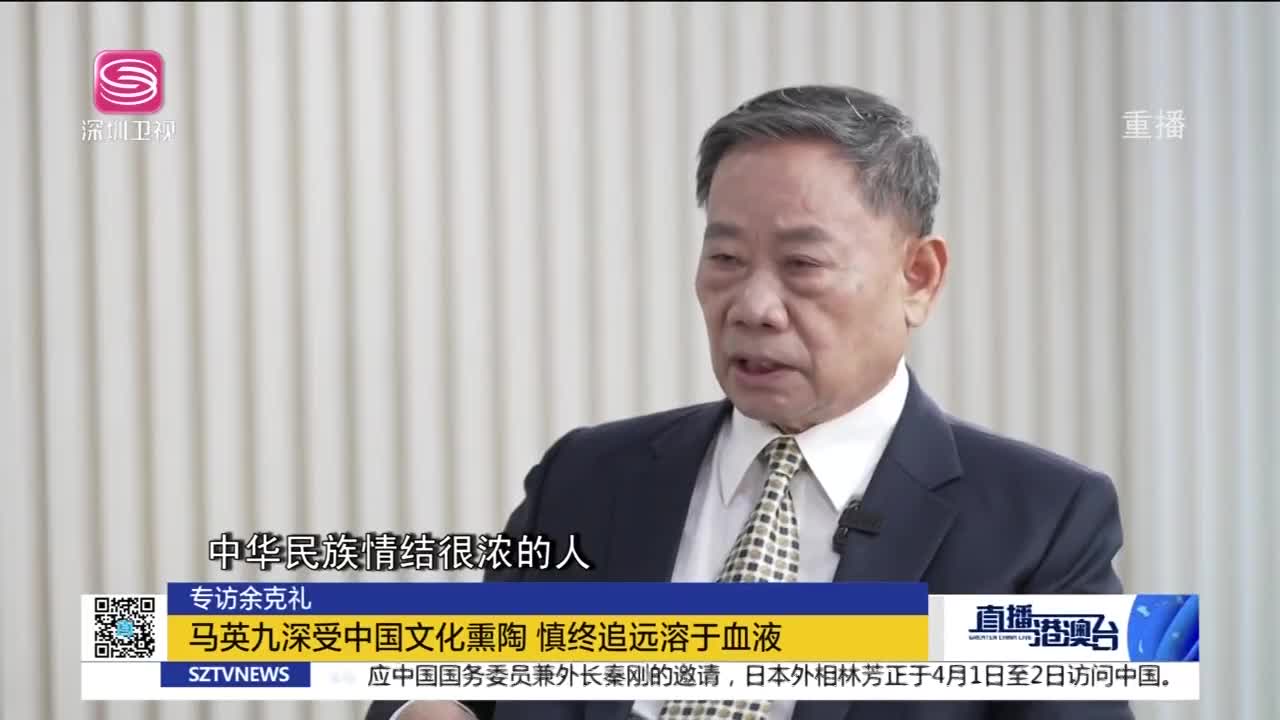 深圳卫视
重播
中华民族情结很浓的人
专访余克礼
马英九深受中国文化熏陶 慎终追远溶于血液
直播港澳台
GREATER CHINA LIVE
SZTVNEWS
应中国国务委员兼外长秦刚的邀请，日本外相林芳正于4月1日至2日访问中国。